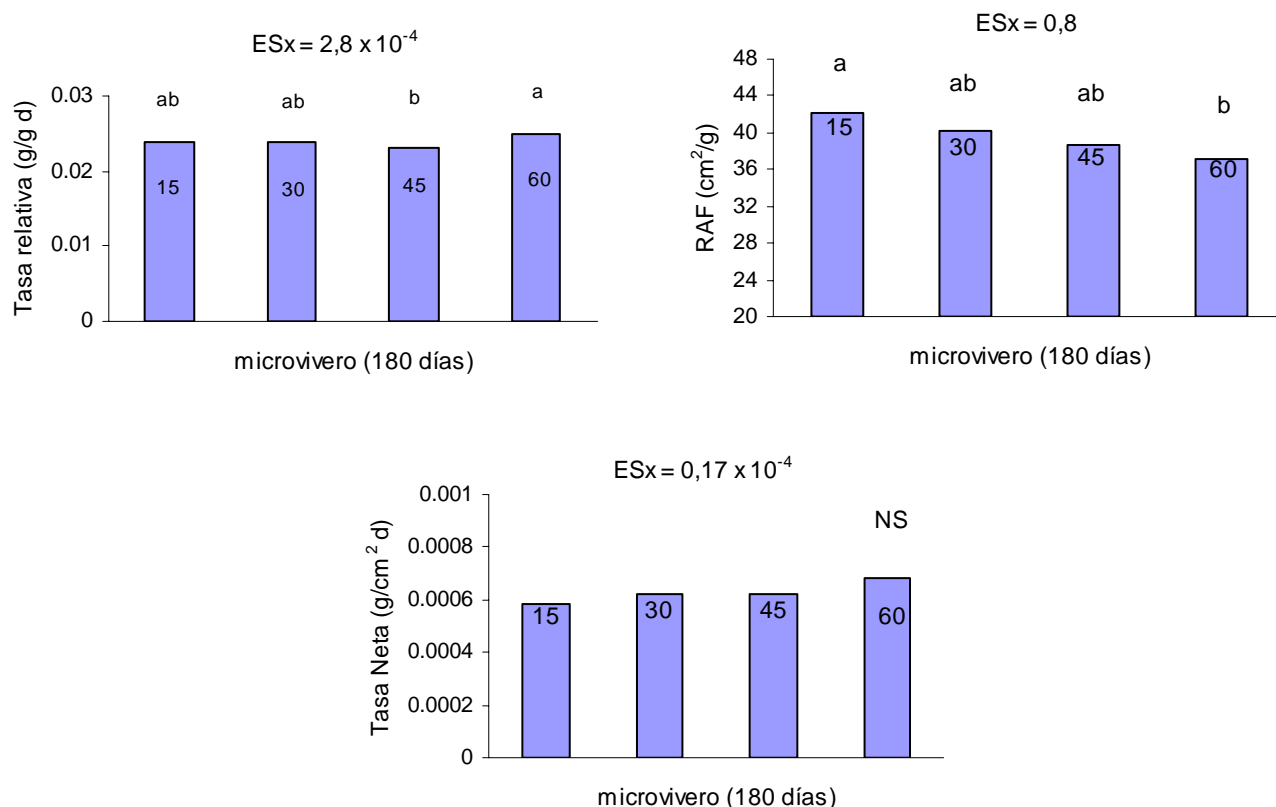 ESx = 2,8 x 10⁻⁴
Tasa relativa (g/g d)
0.03
0.02
0.01
0
ab ab b a
15 30 45 60
microvivero (180 días)
ESx = 0,8
RAF (cm²/g)
48
44
40
36
32
28
24
20
a ab ab b
15 30 45 60
microvivero (180 días)
ESx = 0,17 x 10⁻⁴
Tasa Neta (g/cm² d)
0.001
0.0008
0.0006
0.0004
0.0002
0
NS
15 30 45 60
microvivero (180 días)